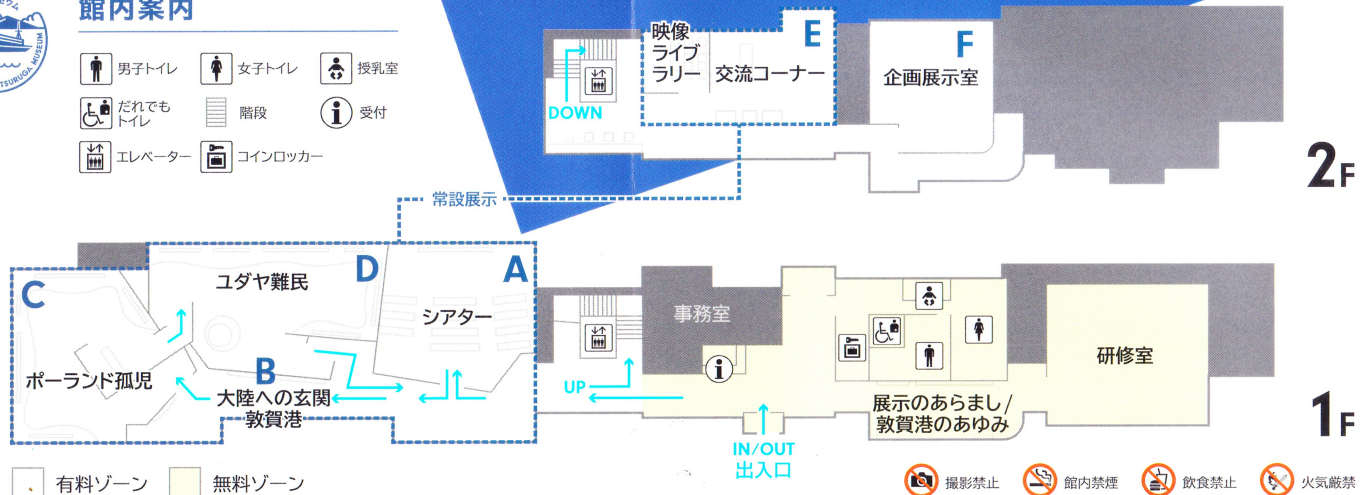 館内案内
TSURUGA MUSEUM
男子トイレ
女子トイレ
授乳室
だれでも
トイレ
階段
受付
エレベーター
コインロッカー
映像
ライブ
ラリー
交流コーナー
E
F
企画展示室
DOWN
2F
常設展示
C
ユダヤ難民
D
A
シアター
ポーランド孤児
B
大陸への玄関
敦賀港
UP
事務室
i
IN/OUT
出入口
展示のあらまし/
敦賀港のあゆみ
研修室
1F
有料ゾーン
無料ゾーン
撮影禁止
館内禁煙
飲食禁止
火気厳禁